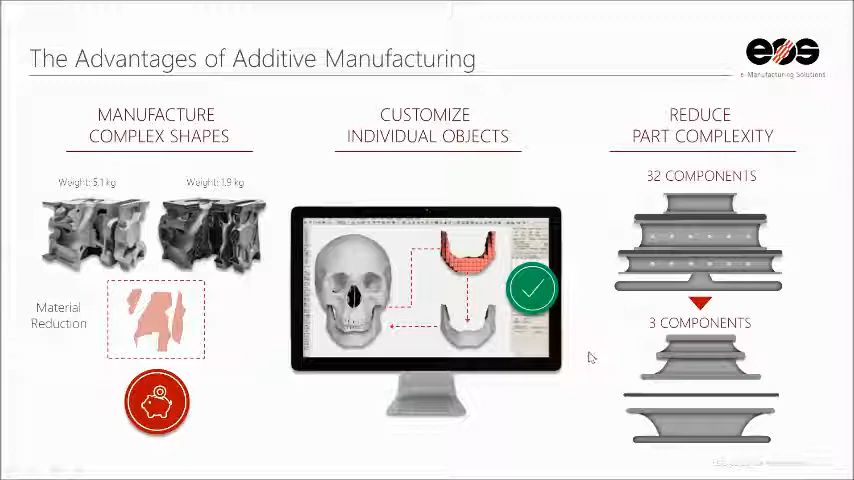 The Advantages of Additive Manufacturing
eos
e-Manufacturing Solutions
MANUFACTURE
COMPLEX SHAPES
CUSTOMIZE
INDIVIDUAL OBJECTS
REDUCE
PART COMPLEXITY
Weight: 5.1 kg
Weight: 1.9 kg
Material
Reduction
32 COMPONENTS
3 COMPONENTS